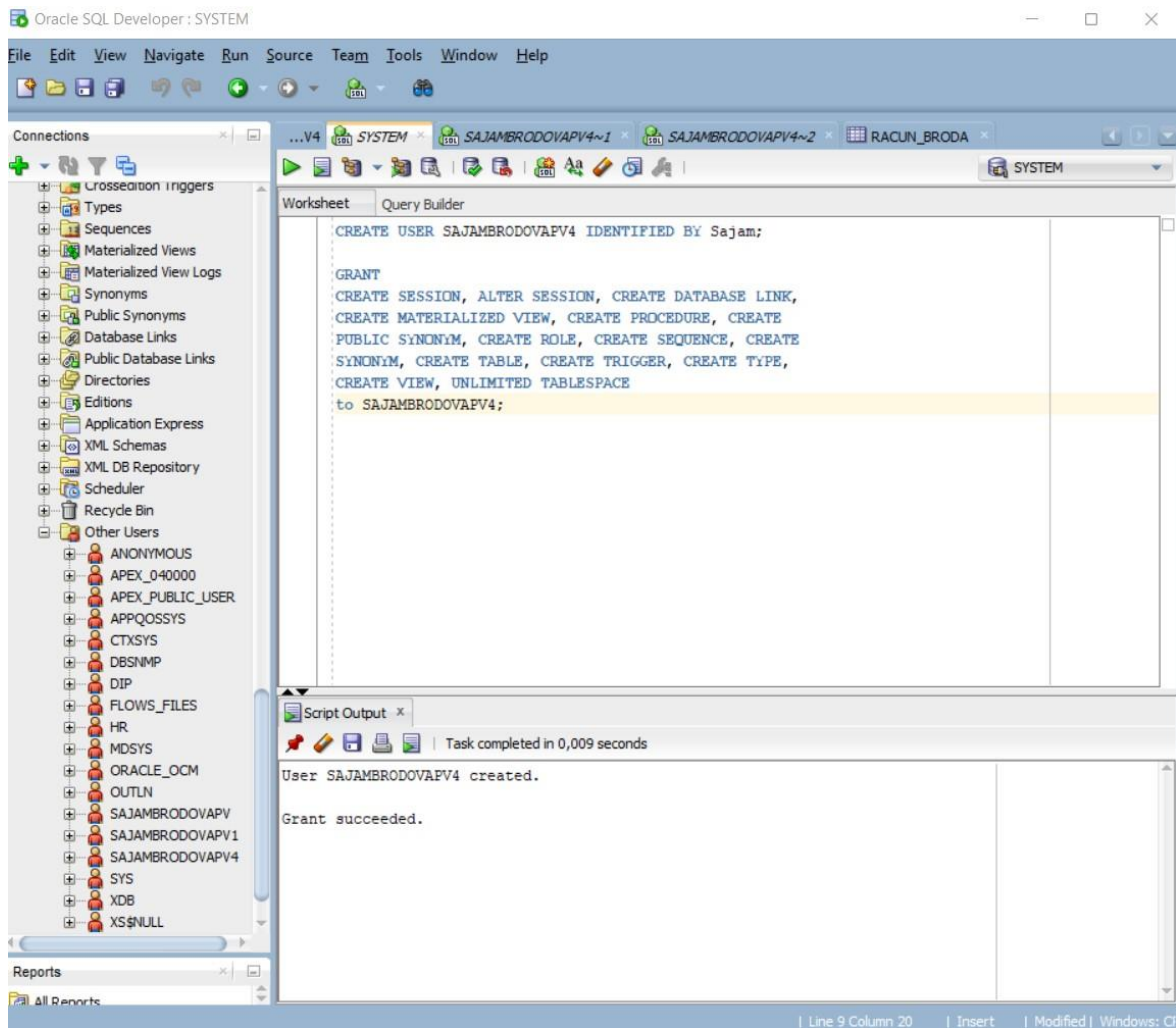 Oracle SQL Developer : SYSTEM
File Edit View Navigate Run Source Team Tools Window Help
Connections
Crossedition Triggers
Types
Sequences
Materialized Views
Materialized View Logs
Synonyms
Public Synonyms
Database Links
Public Database Links
Directories
Editions
Application Express
XML Schemas
XML DB Repository
Scheduler
Recycle Bin
Other Users
ANONYMOUS
APEX_040000
APEX_PUBLIC_USER
APPQOSSYS
CTXSYS
DBSNMP
DIP
FLOWS_FILES
HR
MDSYS
ORACLE_OCM
OUTLN
SAJAMBRODOVAPV
SAJAMBRODOVAPV1
SAJAMBRODOVAPV4
SYS
XDB
XS$NULL
Reports
All Reports
...V4 SYSTEM SAJAMBRODOVAPV4~1 SAJAMBRODOVAPV4~2 RACUN_BRODA
SYSTEM
Worksheet Query Builder
CREATE USER SAJAMBRODOVAPV4 IDENTIFIED BY Sajam;
GRANT
CREATE SESSION, ALTER SESSION, CREATE DATABASE LINK,
CREATE MATERIALIZED VIEW, CREATE PROCEDURE, CREATE
PUBLIC SYNONYM, CREATE ROLE, CREATE SEQUENCE, CREATE
SYNONYM, CREATE TABLE, CREATE TRIGGER, CREATE TYPE,
CREATE VIEW, UNLIMITED TABLESPACE
to SAJAMBRODOVAPV4;
Script Output
Task completed in 0,009 seconds
User SAJAMBRODOVAPV4 created.
Grant succeeded.
| Line 9 Column 20 | Insert | Modified | Windows: